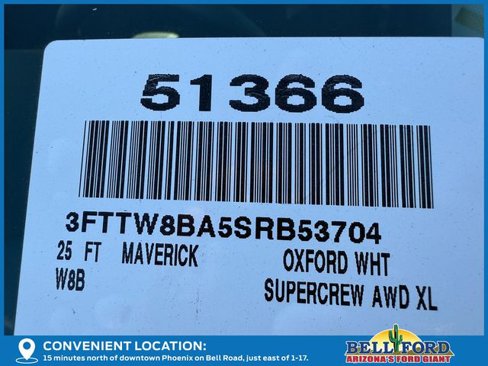 51366
3FTTW8BA5SRB53704
25 FT MAVERICK OXFORD WHT
W8B SUPERCREW AWD XL
CONVENIENT LOCATION:
15 minutes north of downtown Phoenix on Bell Road, just east of 1-17.
BELL FORD
ARIZONA'S FORD GIANT